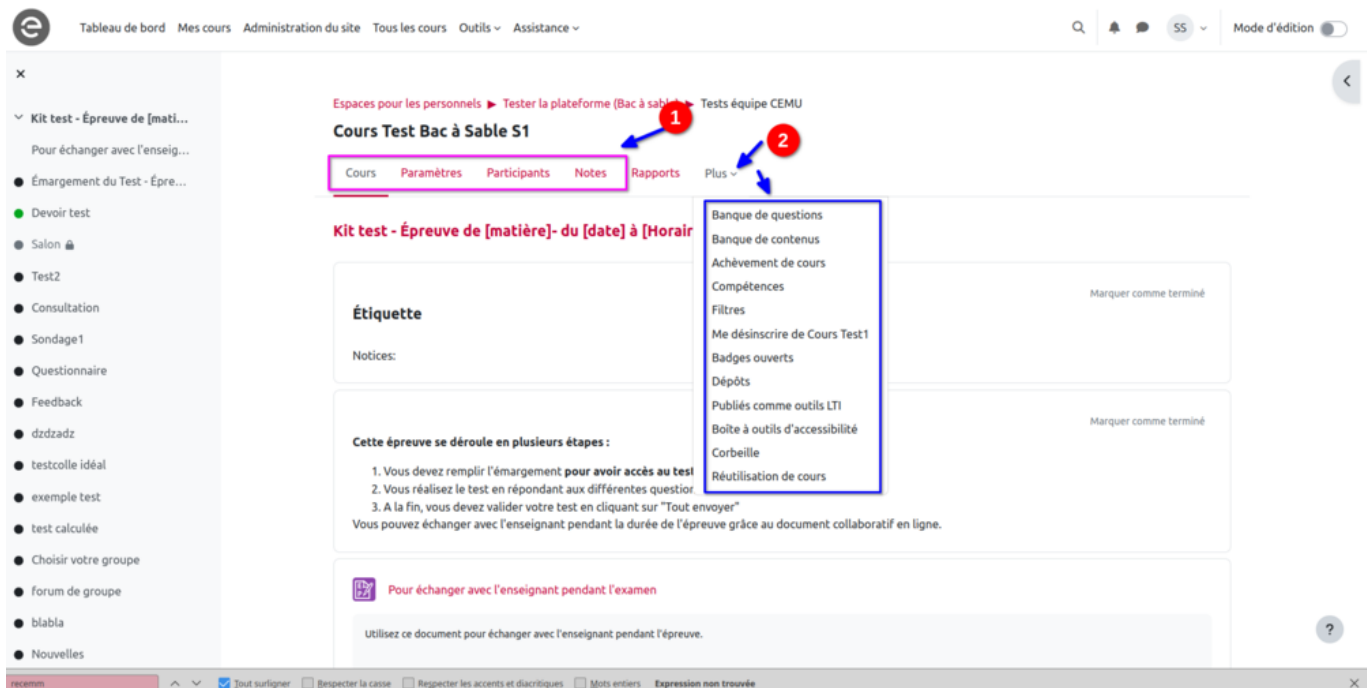 Tableau de bord Mes cours Administration du site Tous les cours Outils Assistance SS Mode d'édition
Kit test - Épreuve de [mati...
Pour échanger avec l'enseig...
Émargement du Test - Épre...
Devoir test
Salon
Test2
Consultation
Sondage1
Questionnaire
Feedback
dzdzadz
testcolle idéal
exemple test
test calculée
Choisir votre groupe
forum de groupe
blabla
Nouvelles
Espaces pour les personnels ► Tester la plateforme (Bac à sable) ► Tests équipe CEMU
Cours Test Bac à Sable S1
1
2
Cours Paramètres Participants Notes Rapports Plus
Banque de questions
Banque de contenus
Achèvement de cours
Compétences
Filtres
Me désinscrire de Cours Test1
Badges ouverts
Dépôts
Publiés comme outils LTI
Boîte à outils d'accessibilité
Corbeille
Réutilisation de cours
Kit test - Épreuve de [matière]- du [date] à [Horair
Marquer comme terminé
Étiquette
Notices:
Marquer comme terminé
Cette épreuve se déroule en plusieurs étapes :
1. Vous devez remplir l'émargement pour avoir accès au test
2. Vous réalisez le test en répondant aux différentes question
3. A la fin, vous devez valider votre test en cliquant sur "Tout envoyer"
Vous pouvez échanger avec l'enseignant pendant la durée de l'épreuve grâce au document collaboratif en ligne.
Pour échanger avec l'enseignant pendant l'examen
Utilisez ce document pour échanger avec l'enseignant pendant l'épreuve.
?
recemm Tout surligner Respecter la casse Respecter les accents et diacritiques Mots entiers Expression non trouvée